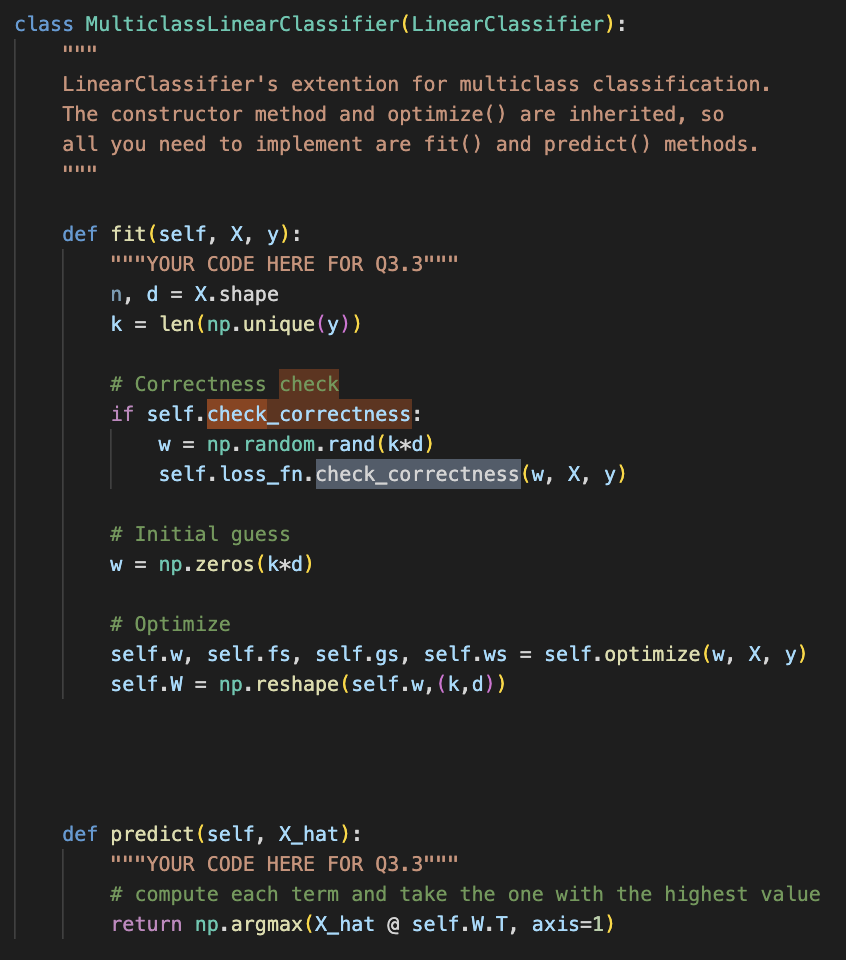 class MulticlassLinearClassifier(LinearClassifier):
"""
LinearClassifier's extention for multiclass classification.
The constructor method and optimize() are inherited, so
all you need to implement are fit() and predict() methods.
"""
def fit(self, X, y):
"""YOUR CODE HERE FOR Q3.3"""
n, d = X.shape
k = len(np.unique(y))
# Correctness check
if self.check_correctness:
w = np.random.rand(k*d)
self.loss_fn.check_correctness(w, X, y)
# Initial guess
w = np.zeros(k*d)
# Optimize
self.w, self.fs, self.gs, self.ws = self.optimize(w, X, y)
self.W = np.reshape(self.w,(k,d))
def predict(self, X_hat):
"""YOUR CODE HERE FOR Q3.3"""
# compute each term and take the one with the highest value
return np.argmax(X_hat @ self.W.T, axis=1)